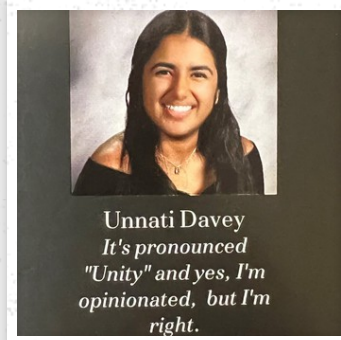 Unnati Davey
It's pronounced
"Unity" and yes, I'm
opinionated, but I'm
right.